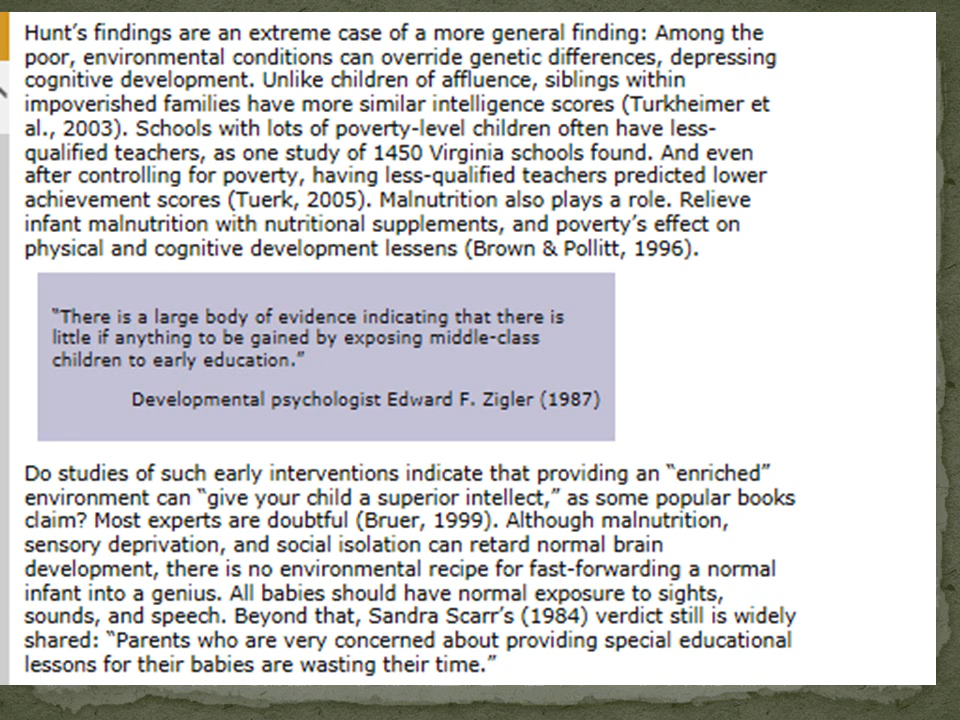 Hunt's findings are an extreme case of a more general finding: Among the
poor, environmental conditions can override genetic differences, depressing
cognitive development. Unlike children of affluence, siblings within
impoverished families have more similar intelligence scores (Turkheimer et
al., 2003). Schools with lots of poverty-level children often have less-
qualified teachers, as one study of 1450 Virginia schools found. And even
after controlling for poverty, having less-qualified teachers predicted lower
achievement scores (Tuerk, 2005). Malnutrition also plays a role. Relieve
infant malnutrition with nutritional supplements, and poverty's effect on
physical and cognitive development lessens (Brown & Pollitt, 1996).
"There is a large body of evidence indicating that there is
little if anything to be gained by exposing middle-class
children to early education."
Developmental psychologist Edward F. Zigler (1987)
Do studies of such early interventions indicate that providing an "enriched"
environment can "give your child a superior intellect," as some popular books
claim? Most experts are doubtful (Bruer, 1999). Although malnutrition,
sensory deprivation, and social isolation can retard normal brain
development, there is no environmental recipe for fast-forwarding a normal
infant into a genius. All babies should have normal exposure to sights,
sounds, and speech. Beyond that, Sandra Scarr's (1984) verdict still is widely
shared: "Parents who are very concerned about providing special educational
lessons for their babies are wasting their time."